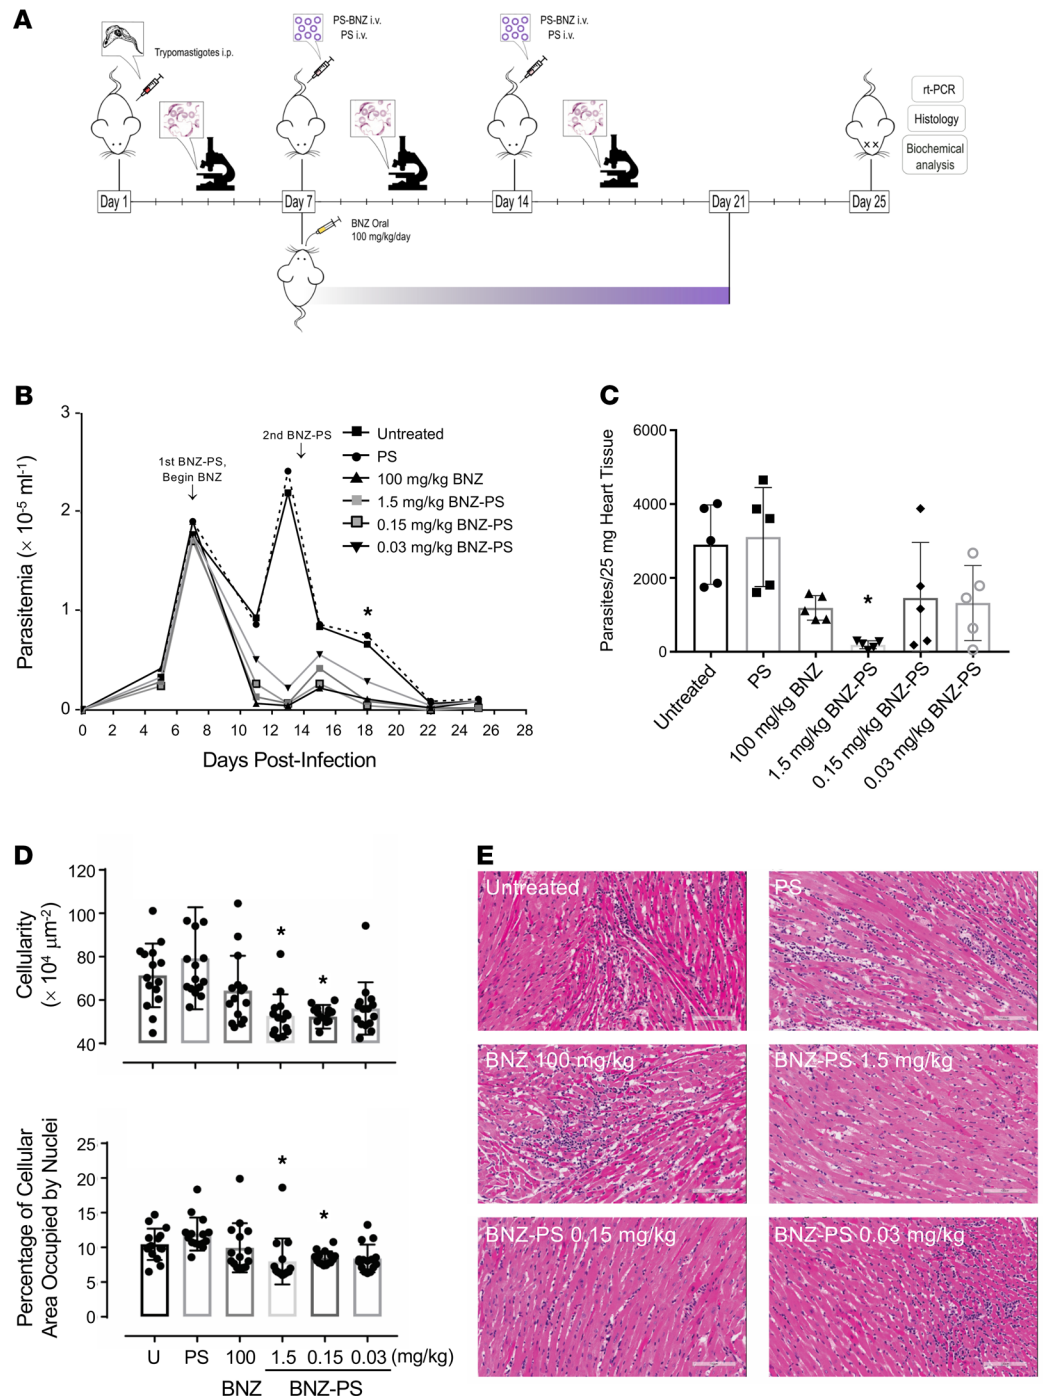 A
Trypomastigotes i.p.
PS-BNZ i.v.
PS i.v.
PS-BNZ i.v.
PS i.v.
rt-PCR
Histology
Biochemical
analysis
Day 1
Day 7
Day 14
Day 21
Day 25
BNZ Oral
100 mg/kg/day
B
Parasitemia (× 10⁻⁵ ml⁻¹)
3
2
1
0
1st BNZ-PS,
Begin BNZ
2nd BNZ-PS
Untreated
PS
100 mg/kg BNZ
1.5 mg/kg BNZ-PS
0.15 mg/kg BNZ-PS
0.03 mg/kg BNZ-PS
*
0 2 4 6 8 10 12 14 16 18 20 22 24 26 28
Days Post-Infection
C
Parasites/25 mg Heart Tissue
6000
4000
2000
0
*
Untreated
PS
100 mg/kg BNZ
1.5 mg/kg BNZ-PS
0.15 mg/kg BNZ-PS
0.03 mg/kg BNZ-PS
D
Cellularity
(× 10⁴ μm⁻²)
120
100
80
60
40
*
*
Percentage of Cellular
Area Occupied by Nuclei
25
20
15
10
5
0
*
*
U PS 100 1.5 0.15 0.03 (mg/kg)
BNZ BNZ-PS
E
Untreated
PS
BNZ 100 mg/kg
BNZ-PS 1.5 mg/kg
BNZ-PS 0.15 mg/kg
BNZ-PS 0.03 mg/kg